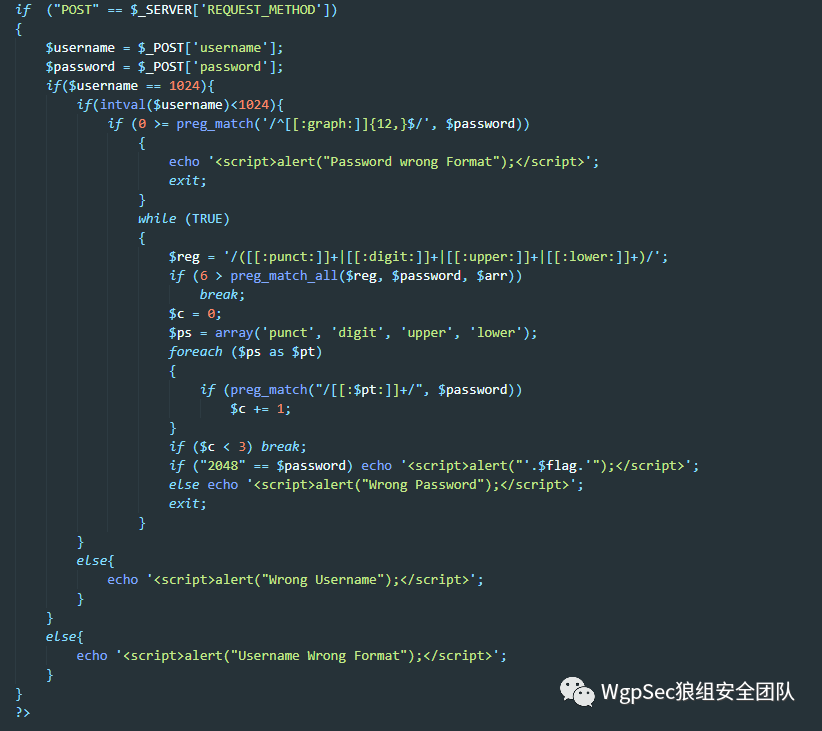 if ("POST" == $_SERVER['REQUEST_METHOD'])
{
    $username = $_POST['username'];
    $password = $_POST['password'];
    if($username == 1024){
        if(intval($username)<1024){
            if (0 >= preg_match('/^[[:graph:]]{12,}$/', $password))
                {
                    echo '<script>alert("Password wrong Format");</script>';
                    exit;
                }
                while (TRUE)
                {
                    $reg = '/([[:punct:]]+|[[:digit:]]+|[[:upper:]]+|[[:lower:]]+)/';
                    if (6 > preg_match_all($reg, $password, $arr))
                        break;
                    $c = 0;
                    $ps = array('punct', 'digit', 'upper', 'lower');
                    foreach ($ps as $pt)
                    {
                        if (preg_match("/[[:$pt:]]+/", $password))
                            $c += 1;
                    }
                    if ($c < 3) break;
                    if ("2048" == $password) echo '<script>alert("'.$flag.'");</script>';
                    else echo '<script>alert("Wrong Password");</script>';
                    exit;
                }
        }
        else{
            echo '<script>alert("Wrong Username");</script>';
        }
    }
    else{
        echo '<script>alert("Username Wrong Format");</script>';
    }
}
?>
WgpSec狼组安全团队